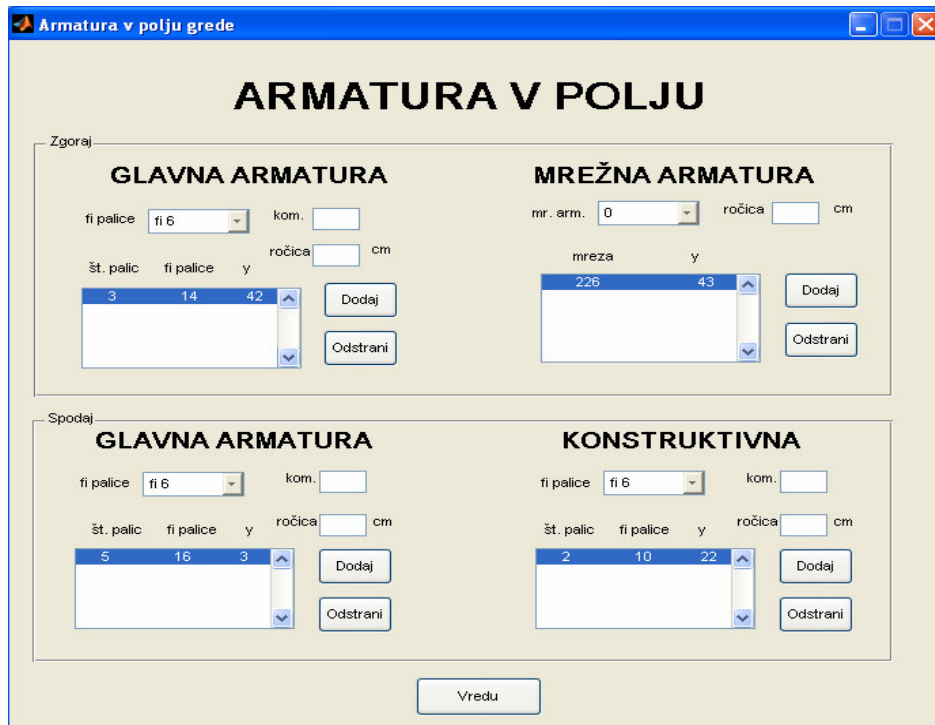 Armatura v polju grede
ARMATURA V POLJU
Zgoraj
GLAVNA ARMATURA
fi palice fi 6 kom.
ročica cm
št. palic fi palice y
3 14 42
Dodaj
Odstrani
MREŽNA ARMATURA
mr. arm. 0 ročica cm
mreza y
226 43
Dodaj
Odstrani
Spodaj
GLAVNA ARMATURA
fi palice fi 6 kom.
ročica cm
št. palic fi palice y
5 16 3
Dodaj
Odstrani
KONSTRUKTIVNA
fi palice fi 6 kom.
ročica cm
št. palic fi palice y
2 10 22
Dodaj
Odstrani
Vredu